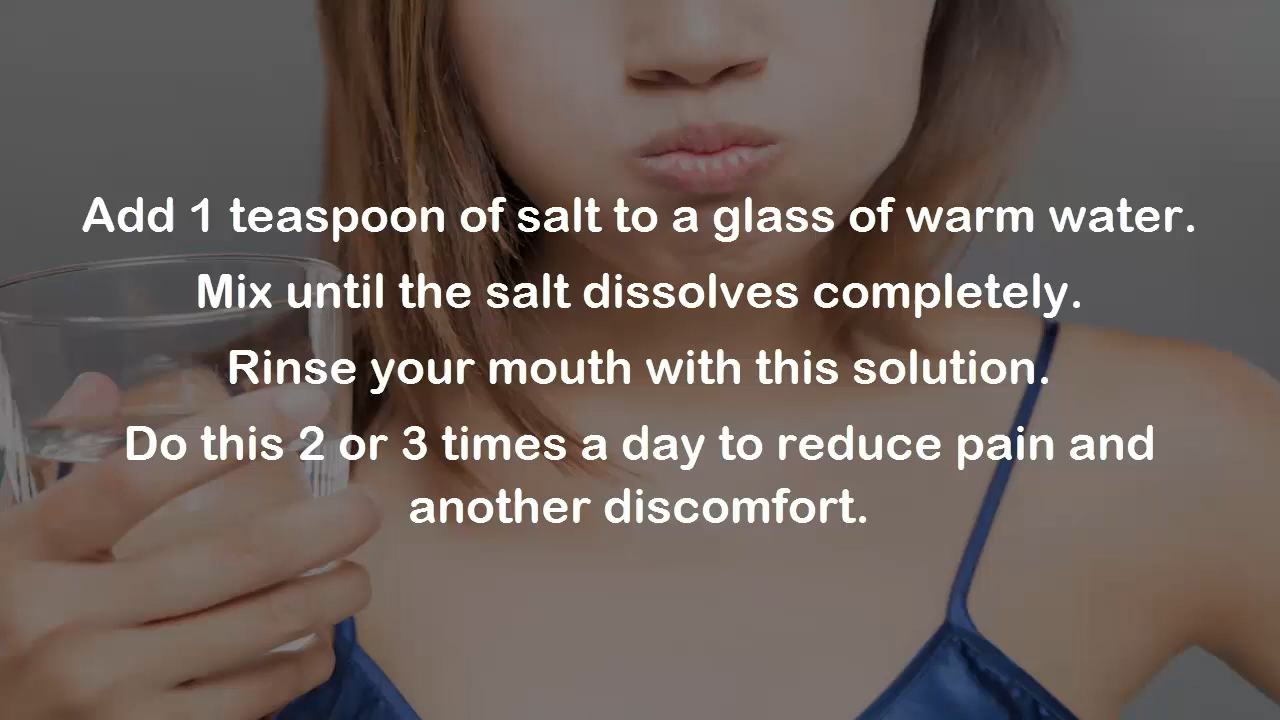 Add 1 teaspoon of salt to a glass of warm water.
Mix until the salt dissolves completely.
Rinse your mouth with this solution.
Do this 2 or 3 times a day to reduce pain and
another discomfort.